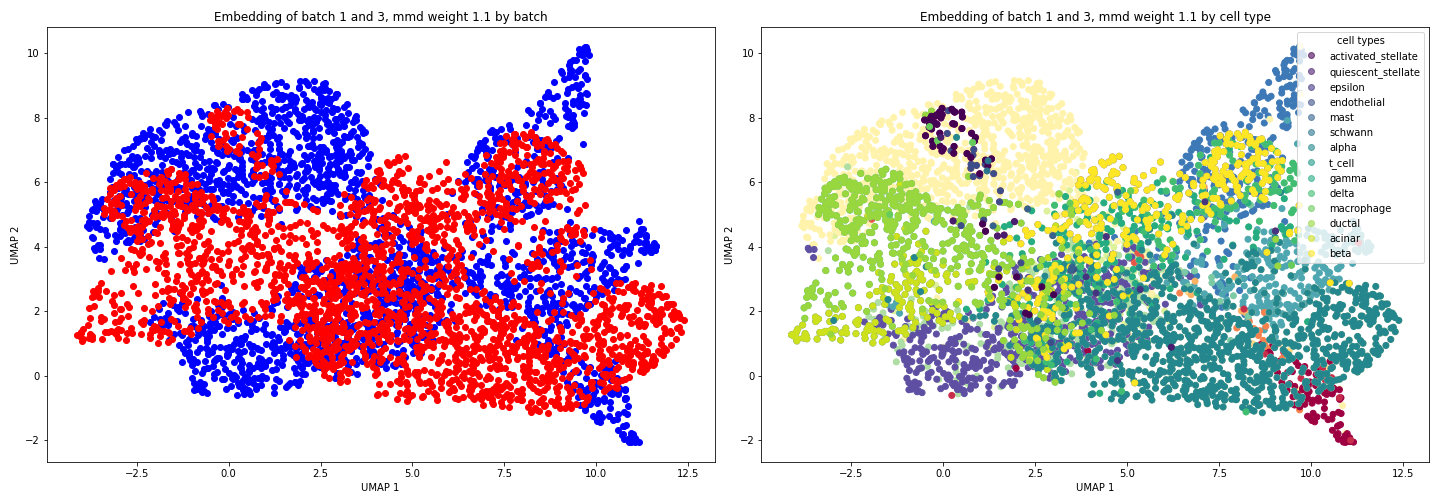 Embedding of batch 1 and 3, mmd weight 1.1 by batch
10
8
6
4
2
0
−2
UMAP 2
−2.5
0.0
2.5
5.0
7.5
10.0
12.5
UMAP 1
Embedding of batch 1 and 3, mmd weight 1.1 by cell type
10
8
6
4
2
0
−2
UMAP 2
−2.5
0.0
2.5
5.0
7.5
10.0
12.5
UMAP 1
cell types
activated_stellate
quiescent_stellate
epsilon
endothelial
mast
schwann
alpha
t_cell
gamma
delta
macrophage
ductal
acinar
beta